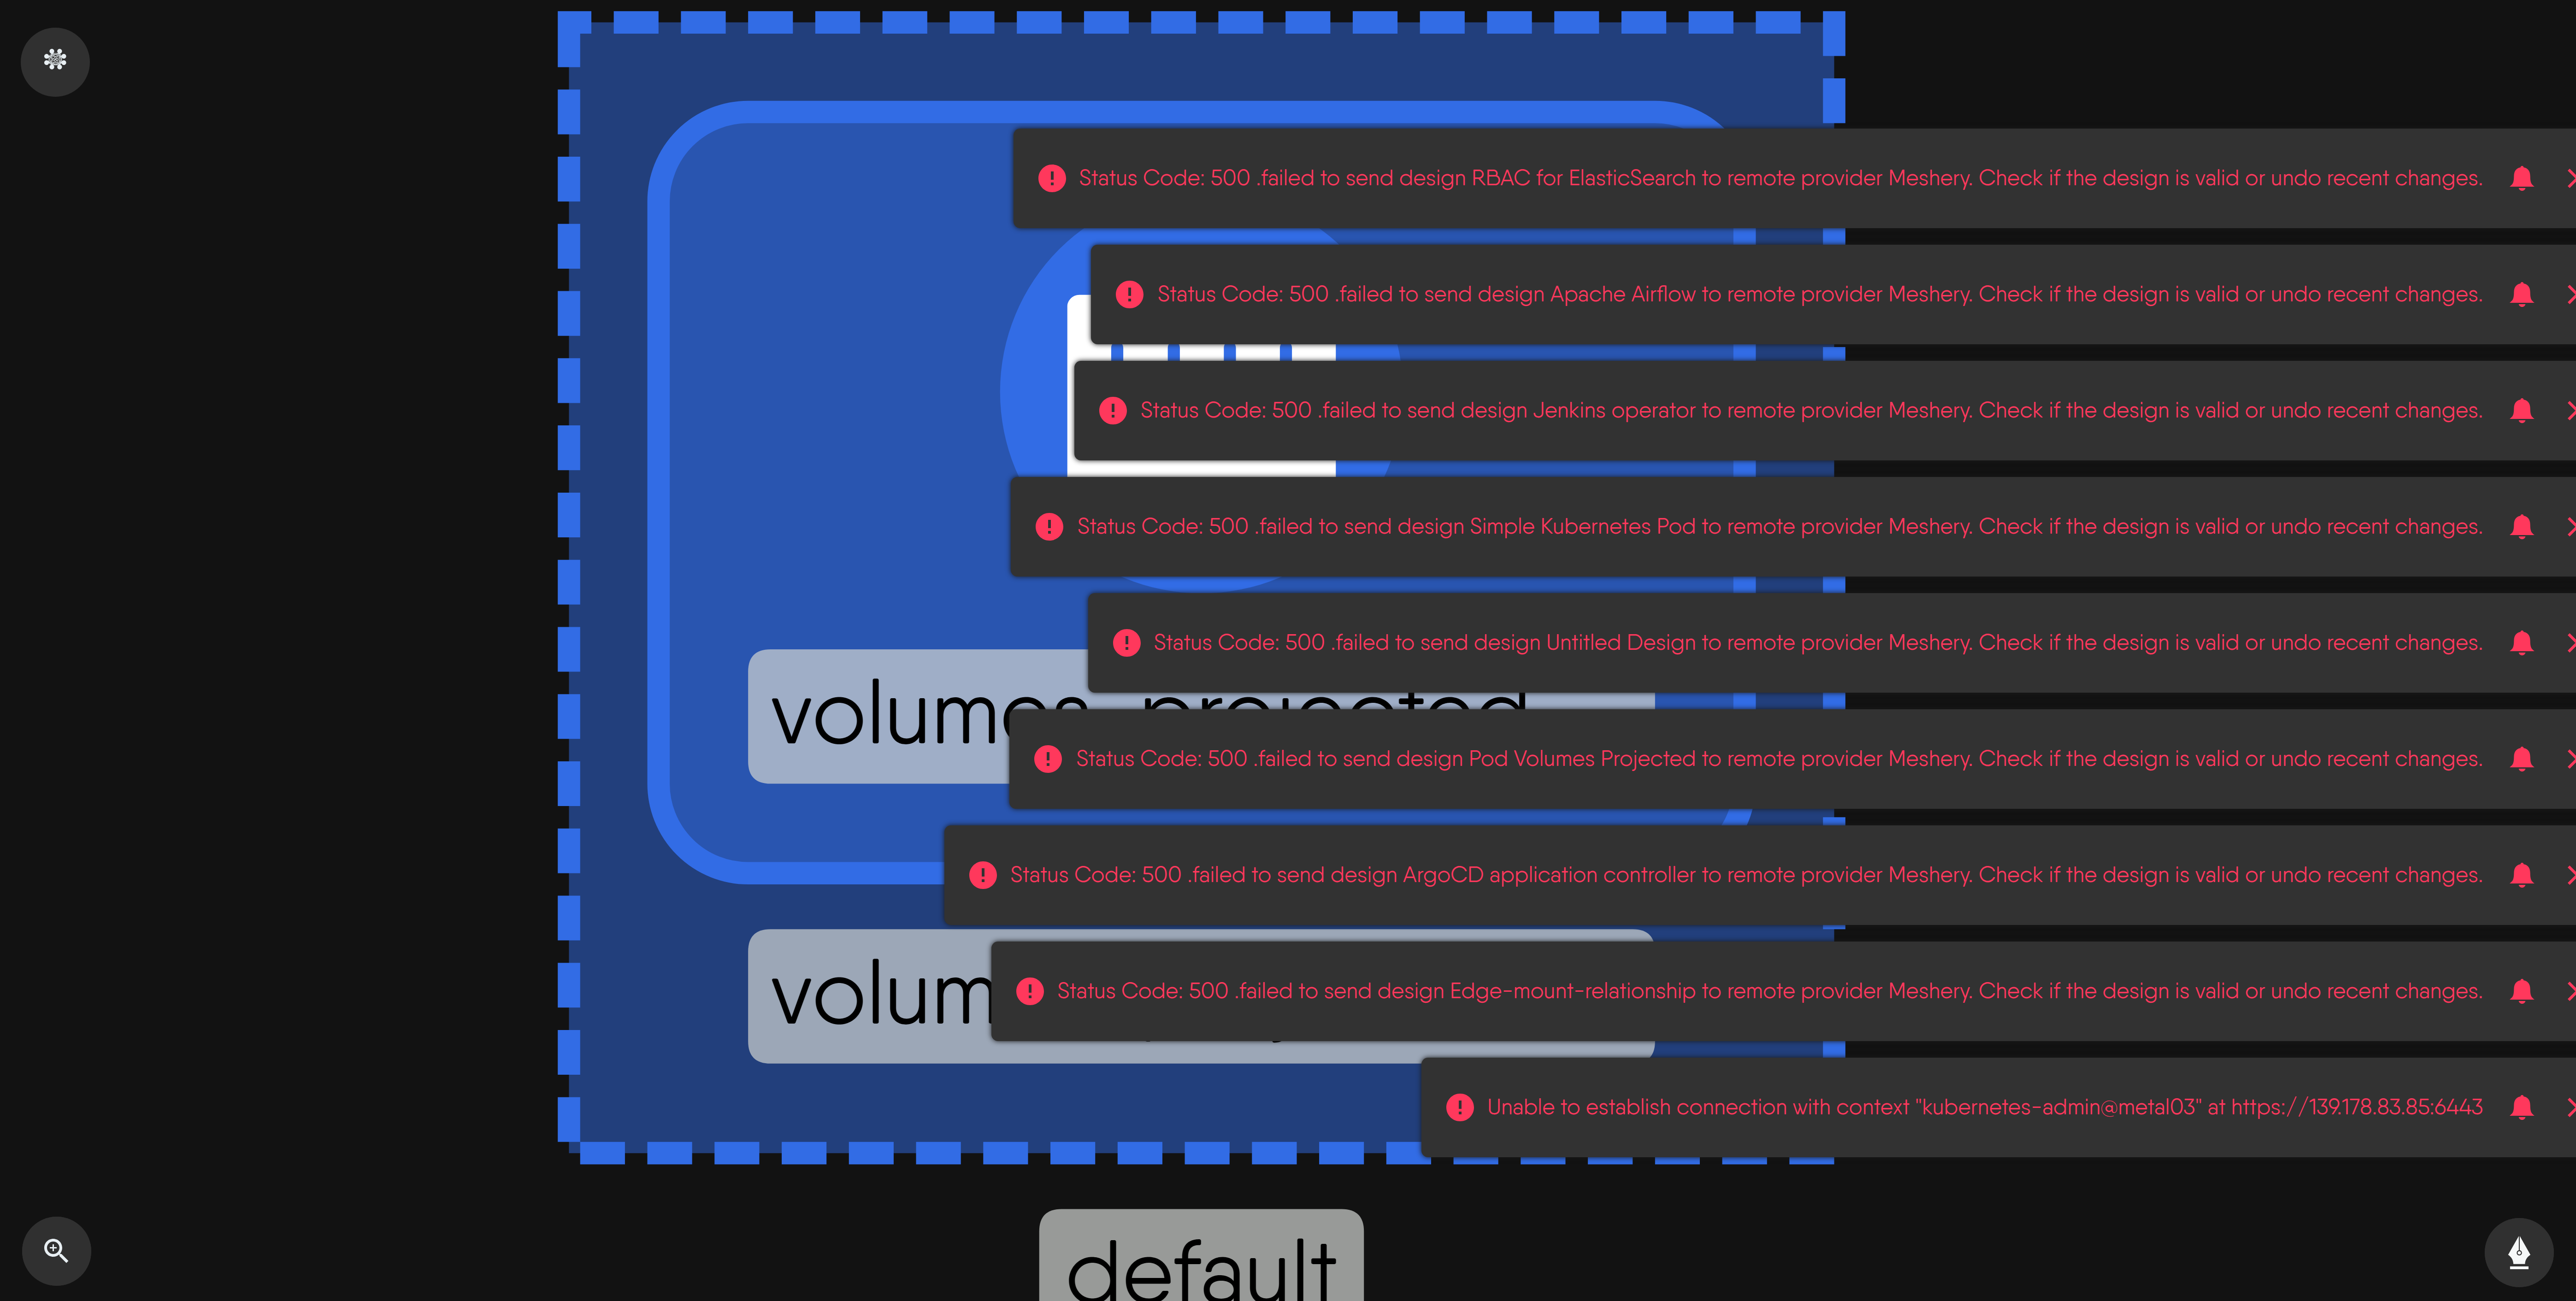 Status Code: 500 .failed to send design RBAC for ElasticSearch to remote provider Meshery. Check if the design is valid or undo recent changes.
Status Code: 500 .failed to send design Apache Airflow to remote provider Meshery. Check if the design is valid or undo recent changes.
Status Code: 500 .failed to send design Jenkins operator to remote provider Meshery. Check if the design is valid or undo recent changes.
Status Code: 500 .failed to send design Simple Kubernetes Pod to remote provider Meshery. Check if the design is valid or undo recent changes.
Status Code: 500 .failed to send design Untitled Design to remote provider Meshery. Check if the design is valid or undo recent changes.
volumes projected
Status Code: 500 .failed to send design Pod Volumes Projected to remote provider Meshery. Check if the design is valid or undo recent changes.
Status Code: 500 .failed to send design ArgoCD application controller to remote provider Meshery. Check if the design is valid or undo recent changes.
volum
Status Code: 500 .failed to send design Edge-mount-relationship to remote provider Meshery. Check if the design is valid or undo recent changes.
Unable to establish connection with context "kubernetes-admin@metal03" at https://139.178.83.85:6443
default